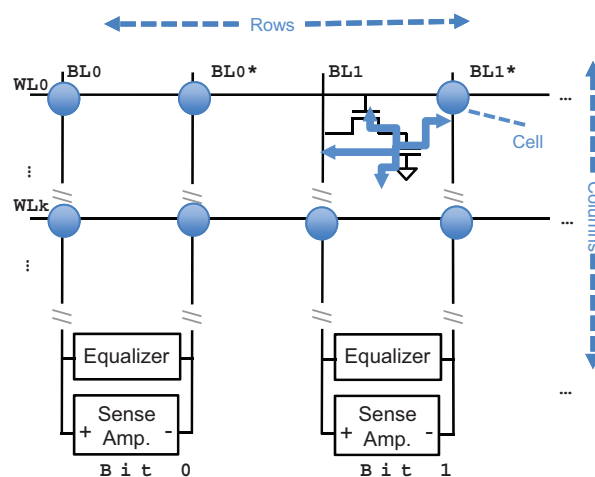 Rows
BL0 BL0* BL1 BL1*
WL0 ...
Cell
...
WLk ...
...
Columns
Equalizer Equalizer
...
Sense Sense
+ Amp. - + Amp. -
Bit 0 Bit 1